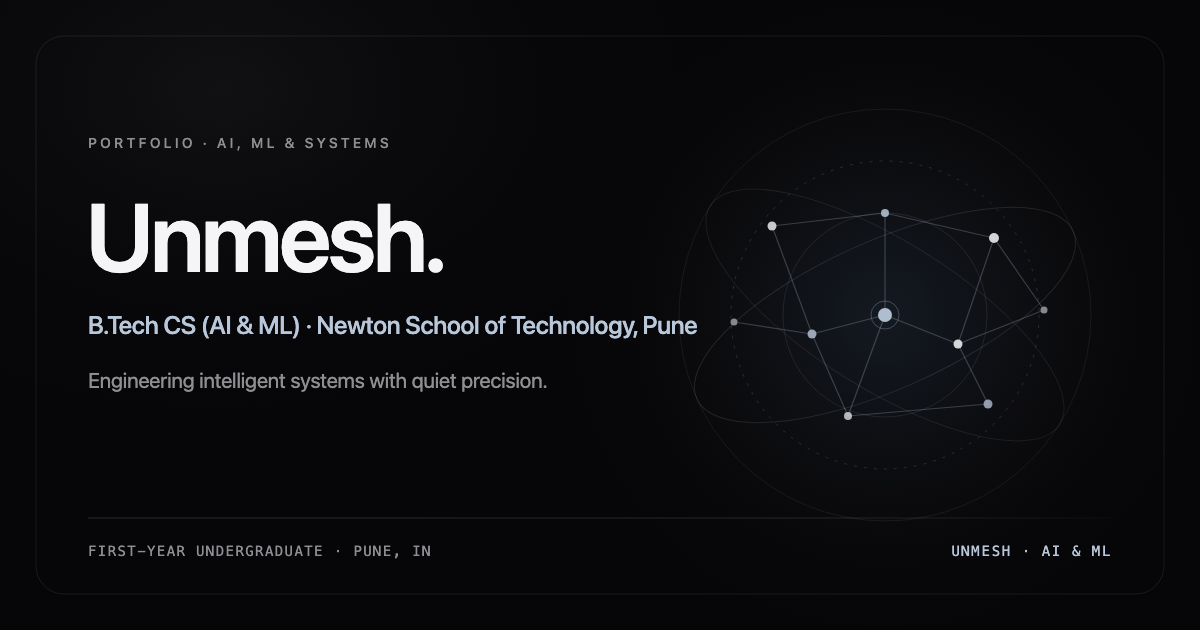 PORTFOLIO · AI, ML & SYSTEMS
Unmesh.
B.Tech CS (AI & ML) · Newton School of Technology, Pune
Engineering intelligent systems with quiet precision.
FIRST–YEAR UNDERGRADUATE · PUNE, IN
UNMESH · AI & ML